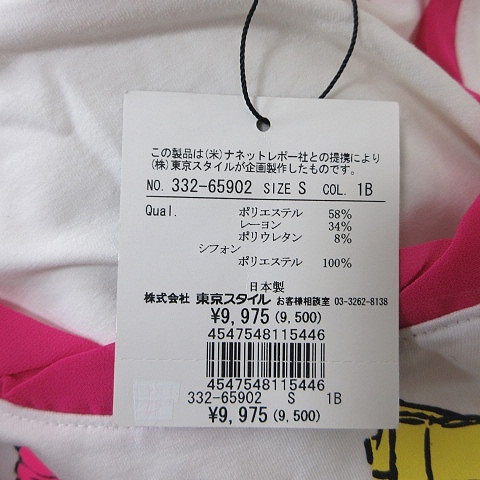 この製品は(米)ナネットレポー社との提携により
(株)東京スタイルが企画製作したものです。
NO. 332-65902 SIZE S COL. 1B
Qual. ポリエステル 58%
レーヨン 34%
ポリウレタン 8%
シフォン
ポリエステル 100%
日本製
株式会社 東京スタイル お客様相談室 03-3262-8138
¥9,975(9,500)
4547548115446
4547548115446
332-65902 S 1B
¥9,975(9,500)